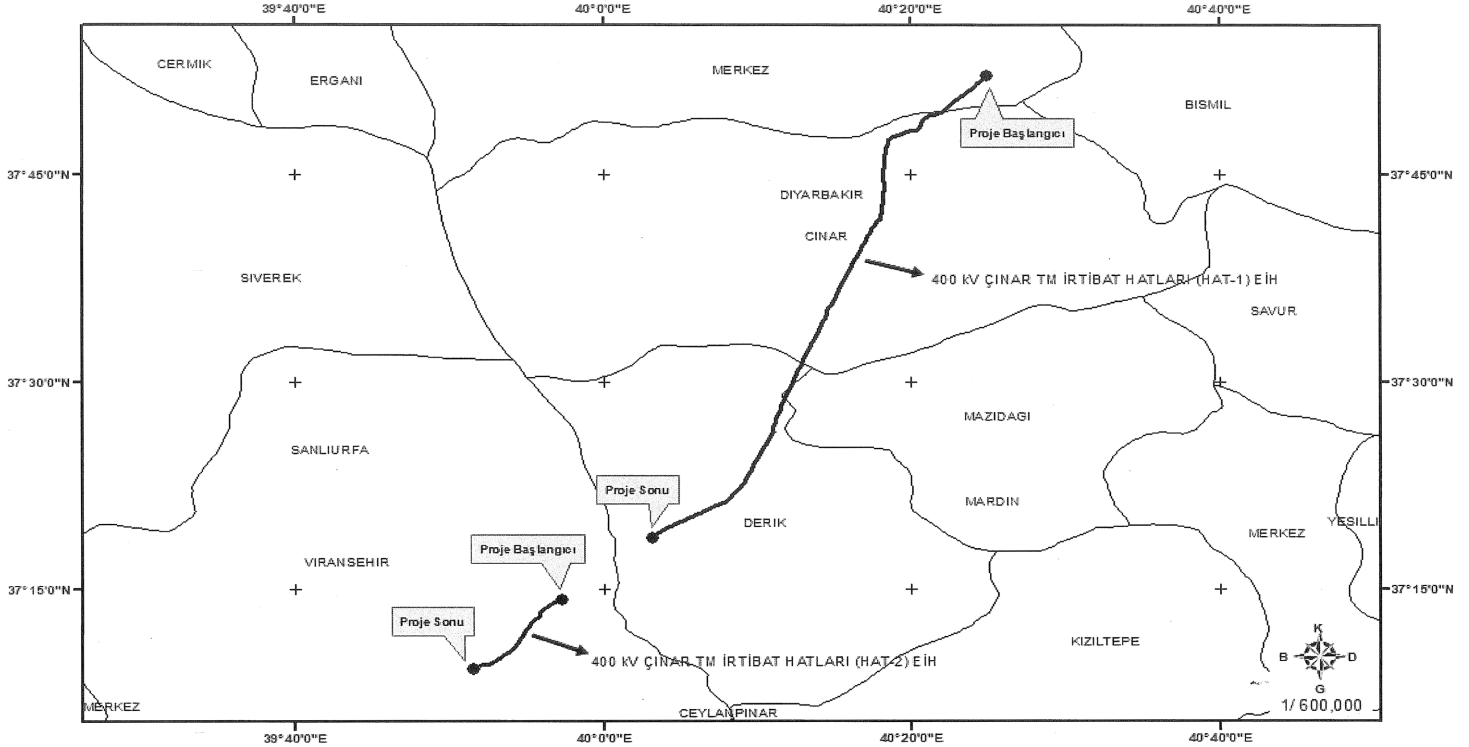 39°40'0"E 40°0'0"E 40°20'0"E 40°40'0"E
CERMIK
ERGANI
MERKEZ
BISMIL
Proje Başlangıcı
37°45'0"N 37°45'0"N
DIYARBAKIR
CINAR
SIVEREK
400 kV ÇINAR TM İRTİBAT HATLARI (HAT-1) EİH
SAVUR
37°30'0"N 37°30'0"N
MAZIDAGI
SANLIURFA
Proje Sonu
MARDIN
DERIK
YESILLI
MERKEZ
Proje Başlangıcı
VIRANSEHIR
37°15'0"N 37°15'0"N
Proje Sonu
K
KIZILTEPE
B D
400 kV ÇINAR TM İRTİBAT HATLARI (HAT-2) EİH
G
MERKEZ
CEYLANPINAR
1/600,000
39°40'0"E 40°0'0"E 40°20'0"E 40°40'0"E